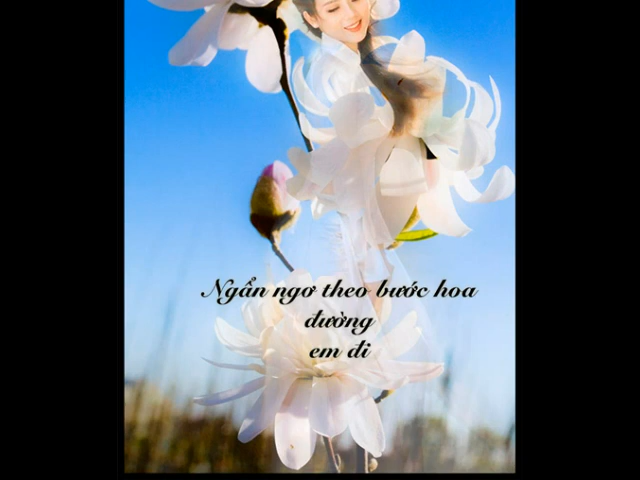 Ngẩn ngơ theo bước hoa
đường
em đi